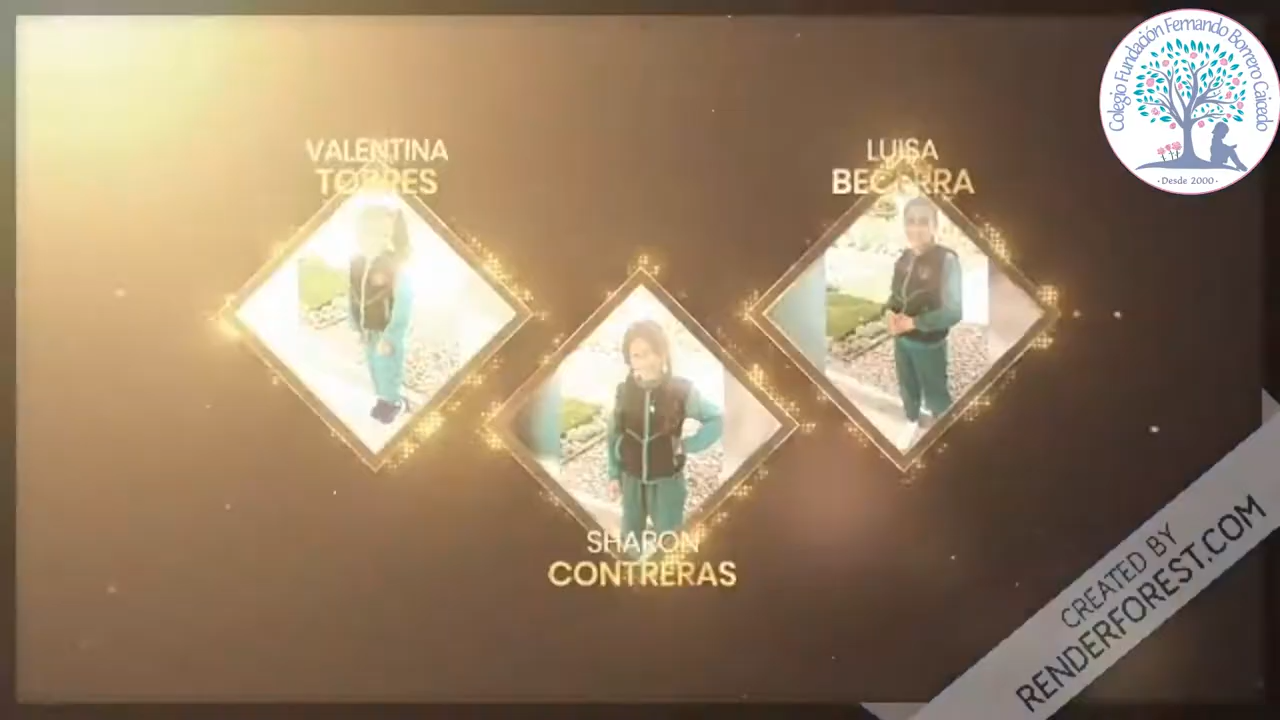 VALENTINA
TORRES
LUISA
BECERRA
SHARON
CONTRERAS
Colegio Fundación Fernando Borrero Caicedo
· Desde 2000 ·
CREATED BY
RENDERFOREST.COM